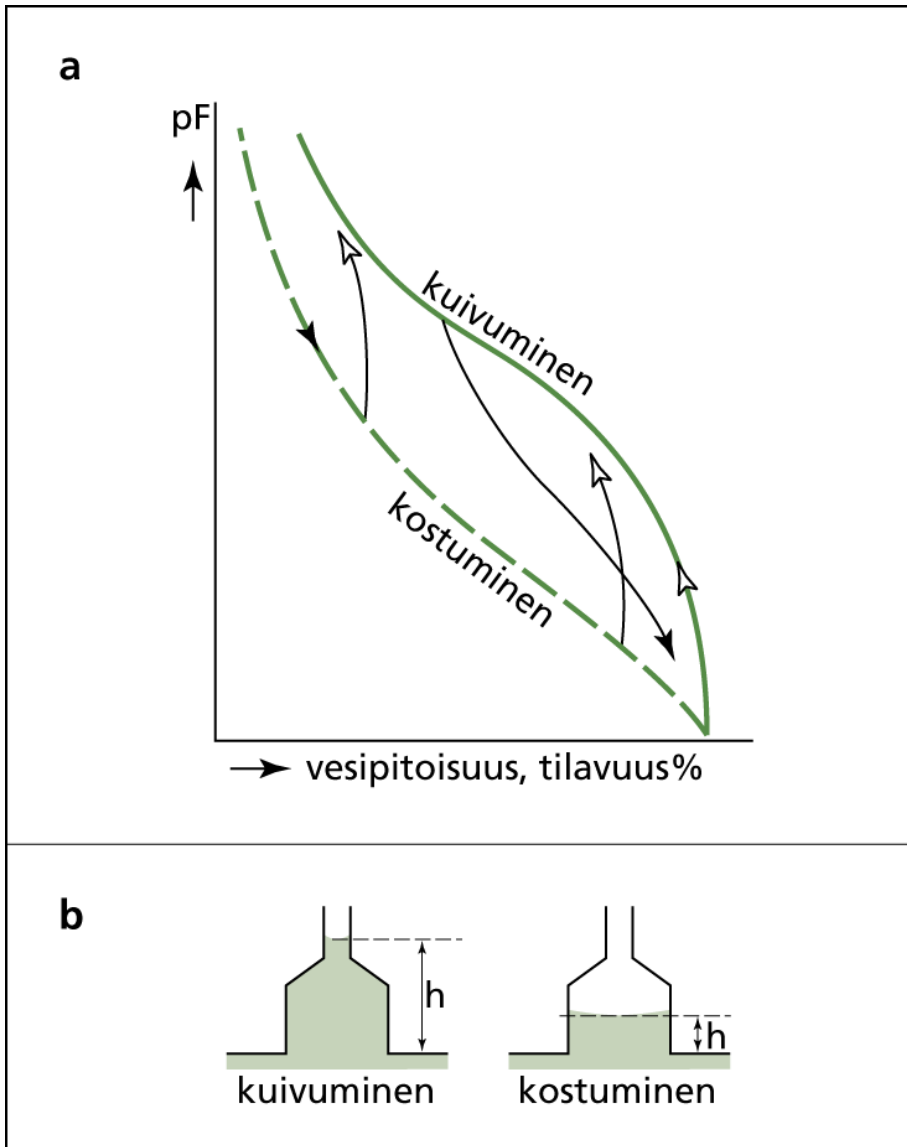 a
pF
kuivuminen
kostuminen
vesipitoisuus, tilavuus%
b
h
h
kuivuminen
kostuminen